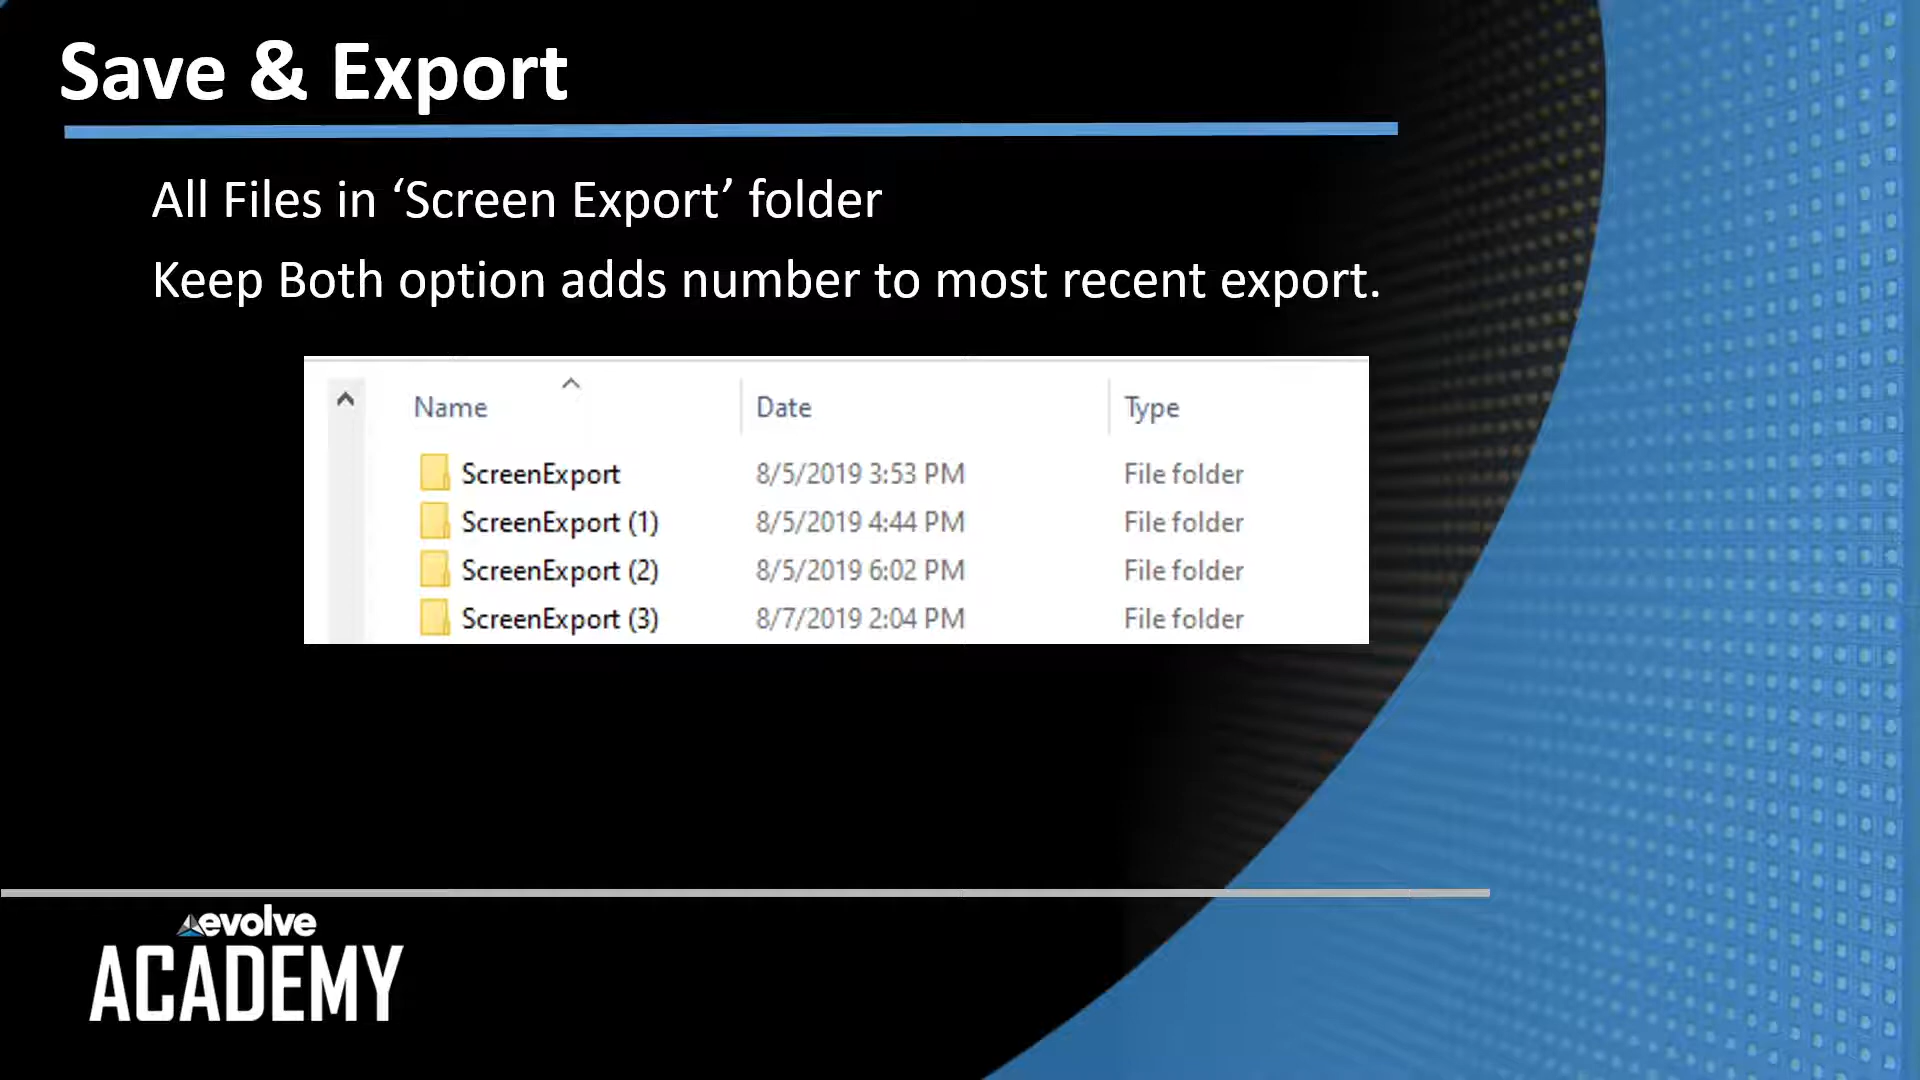 Save & Export
All Files in ‘Screen Export’ folder
Keep Both option adds number to most recent export.
Name Date Type
ScreenExport 8/5/2019 3:53 PM File folder
ScreenExport (1) 8/5/2019 4:44 PM File folder
ScreenExport (2) 8/5/2019 6:02 PM File folder
ScreenExport (3) 8/7/2019 2:04 PM File folder
evolve
ACADEMY